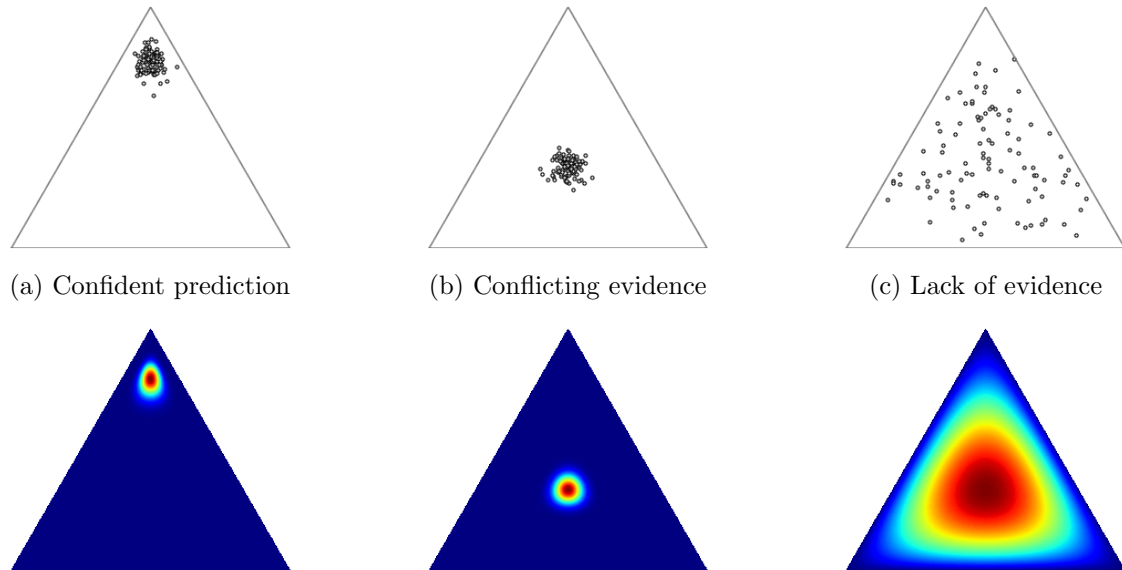 (a) Confident prediction
(b) Conflicting evidence
(c) Lack of evidence